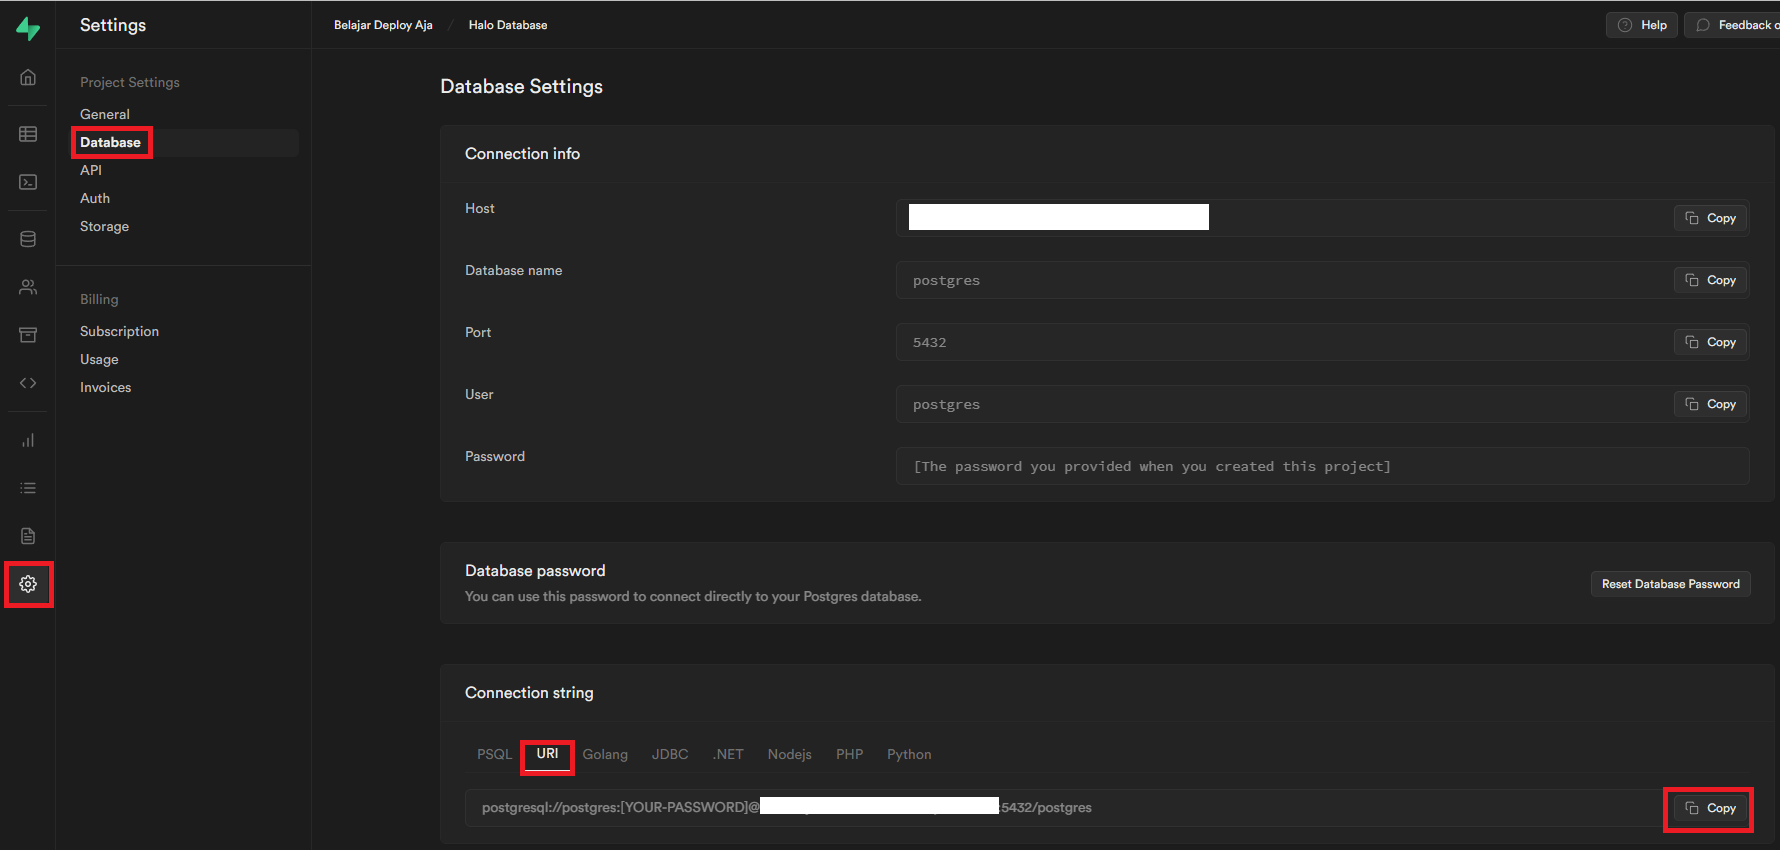 Settings
Belajar Deploy Aja / Halo Database
Help
Feedback o
Project Settings
General
Database
API
Auth
Storage
Billing
Subscription
Usage
Invoices
Database Settings
Connection info
Host
Copy
Database name
postgres
Copy
Port
5432
Copy
User
postgres
Copy
Password
[The password you provided when you created this project]
Database password
You can use this password to connect directly to your Postgres database.
Reset Database Password
Connection string
PSQL URI Golang JDBC .NET Nodejs PHP Python
postgresql://postgres:[YOUR-PASSWORD]@
:5432/postgres
Copy